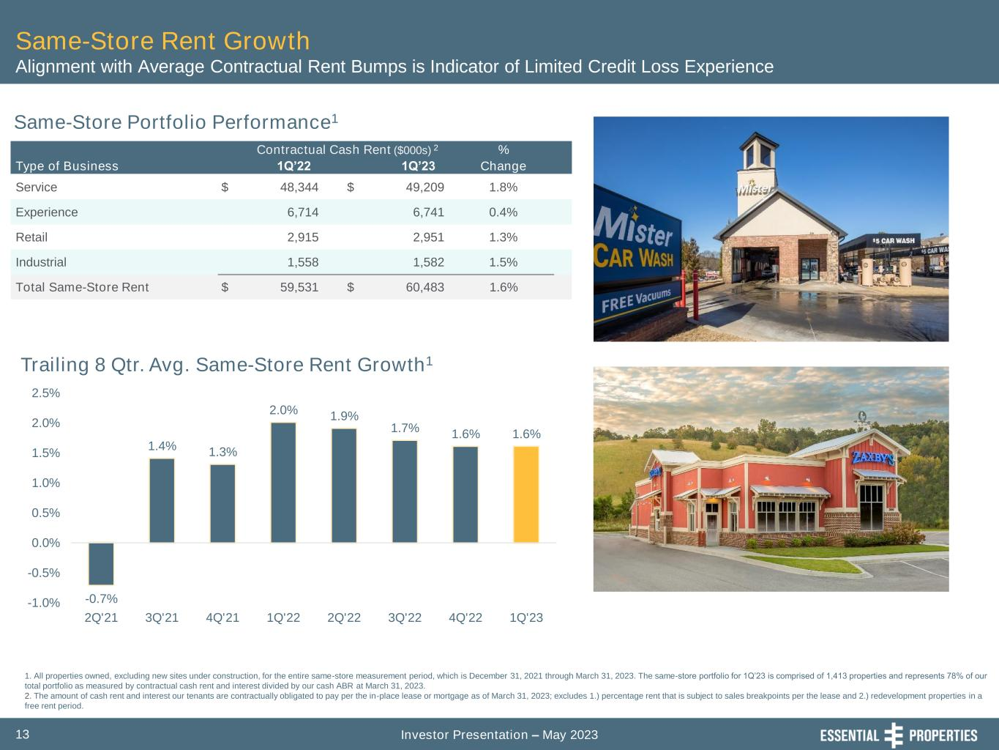 Same-Store Rent Growth
Alignment with Average Contractual Rent Bumps is Indicator of Limited Credit Loss Experience
Same-Store Portfolio Performance1
Contractual Cash Rent ($000s) 2 %
Type of Business 1Q’22 1Q’23 Change
Service $ 48,344 $ 49,209 1.8%
Experience 6,714 6,741 0.4%
Retail 2,915 2,951 1.3%
Industrial 1,558 1,582 1.5%
Total Same-Store Rent $ 59,531 $ 60,483 1.6%
Mister
Mister
CAR WASH
FREE Vacuums
$5 CAR WASH
$5 CAR WA
Trailing 8 Qtr. Avg. Same-Store Rent Growth1
2.5%
2.0%
1.5%
1.0%
0.5%
0.0%
-0.5%
-1.0%
-0.7%
1.4%
1.3%
2.0%
1.9%
1.7%
1.6%
1.6%
2Q'21 3Q'21 4Q'21 1Q'22 2Q'22 3Q'22 4Q'22 1Q'23
ZAXBY'S
1. All properties owned, excluding new sites under construction, for the entire same-store measurement period, which is December 31, 2021 through March 31, 2023. The same-store portfolio for 1Q’23 is comprised of 1,413 properties and represents 78% of our
total portfolio as measured by contractual cash rent and interest divided by our cash ABR at March 31, 2023.
2. The amount of cash rent and interest our tenants are contractually obligated to pay per the in-place lease or mortgage as of March 31, 2023; excludes 1.) percentage rent that is subject to sales breakpoints per the lease and 2.) redevelopment properties in a
free rent period.
13
Investor Presentation – May 2023
ESSENTIAL PROPERTIES